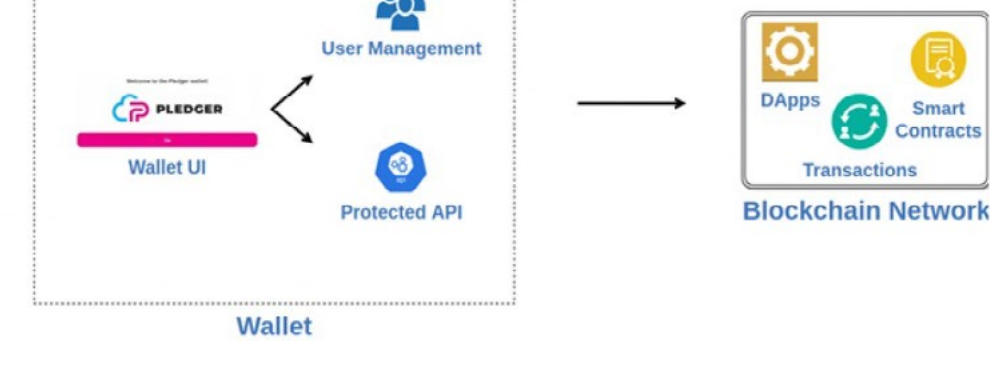 User Management
Welcome to the Pledger wallet!
PLEDGER
Wallet UI
Protected API
Wallet
DApps
Smart
Contracts
Transactions
Blockchain Network